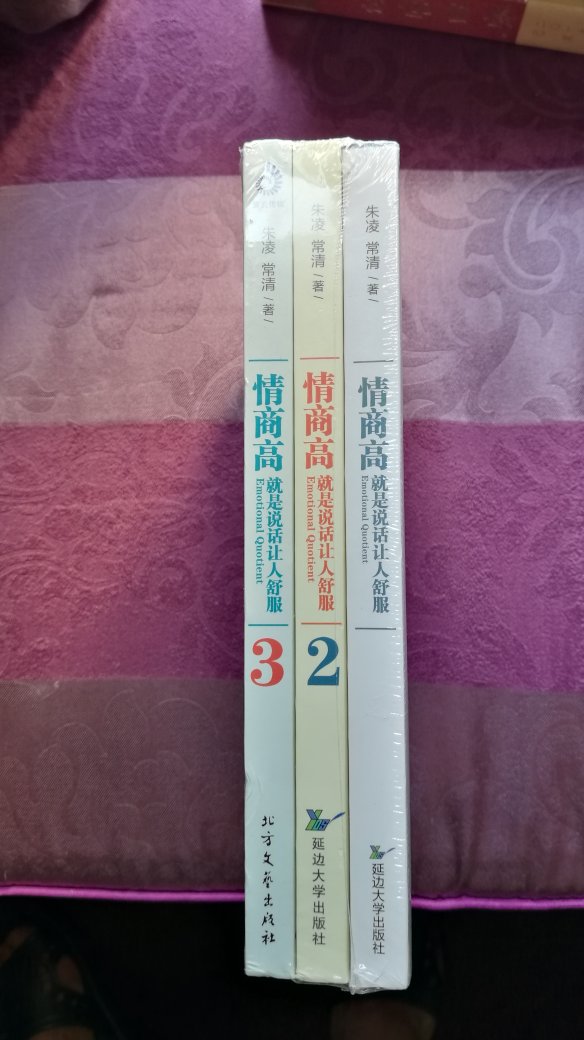 朱凌 常清 / 著 /
情商高
就是说话让人舒服
Emotional Quotient
3
北方文艺出版社
朱凌 常清 / 著 /
情商高
就是说话让人舒服
Emotional Quotient
2
延边大学出版社
朱凌 常清 / 著 /
情商高
就是说话让人舒服
Emotional Quotient
延边大学出版社